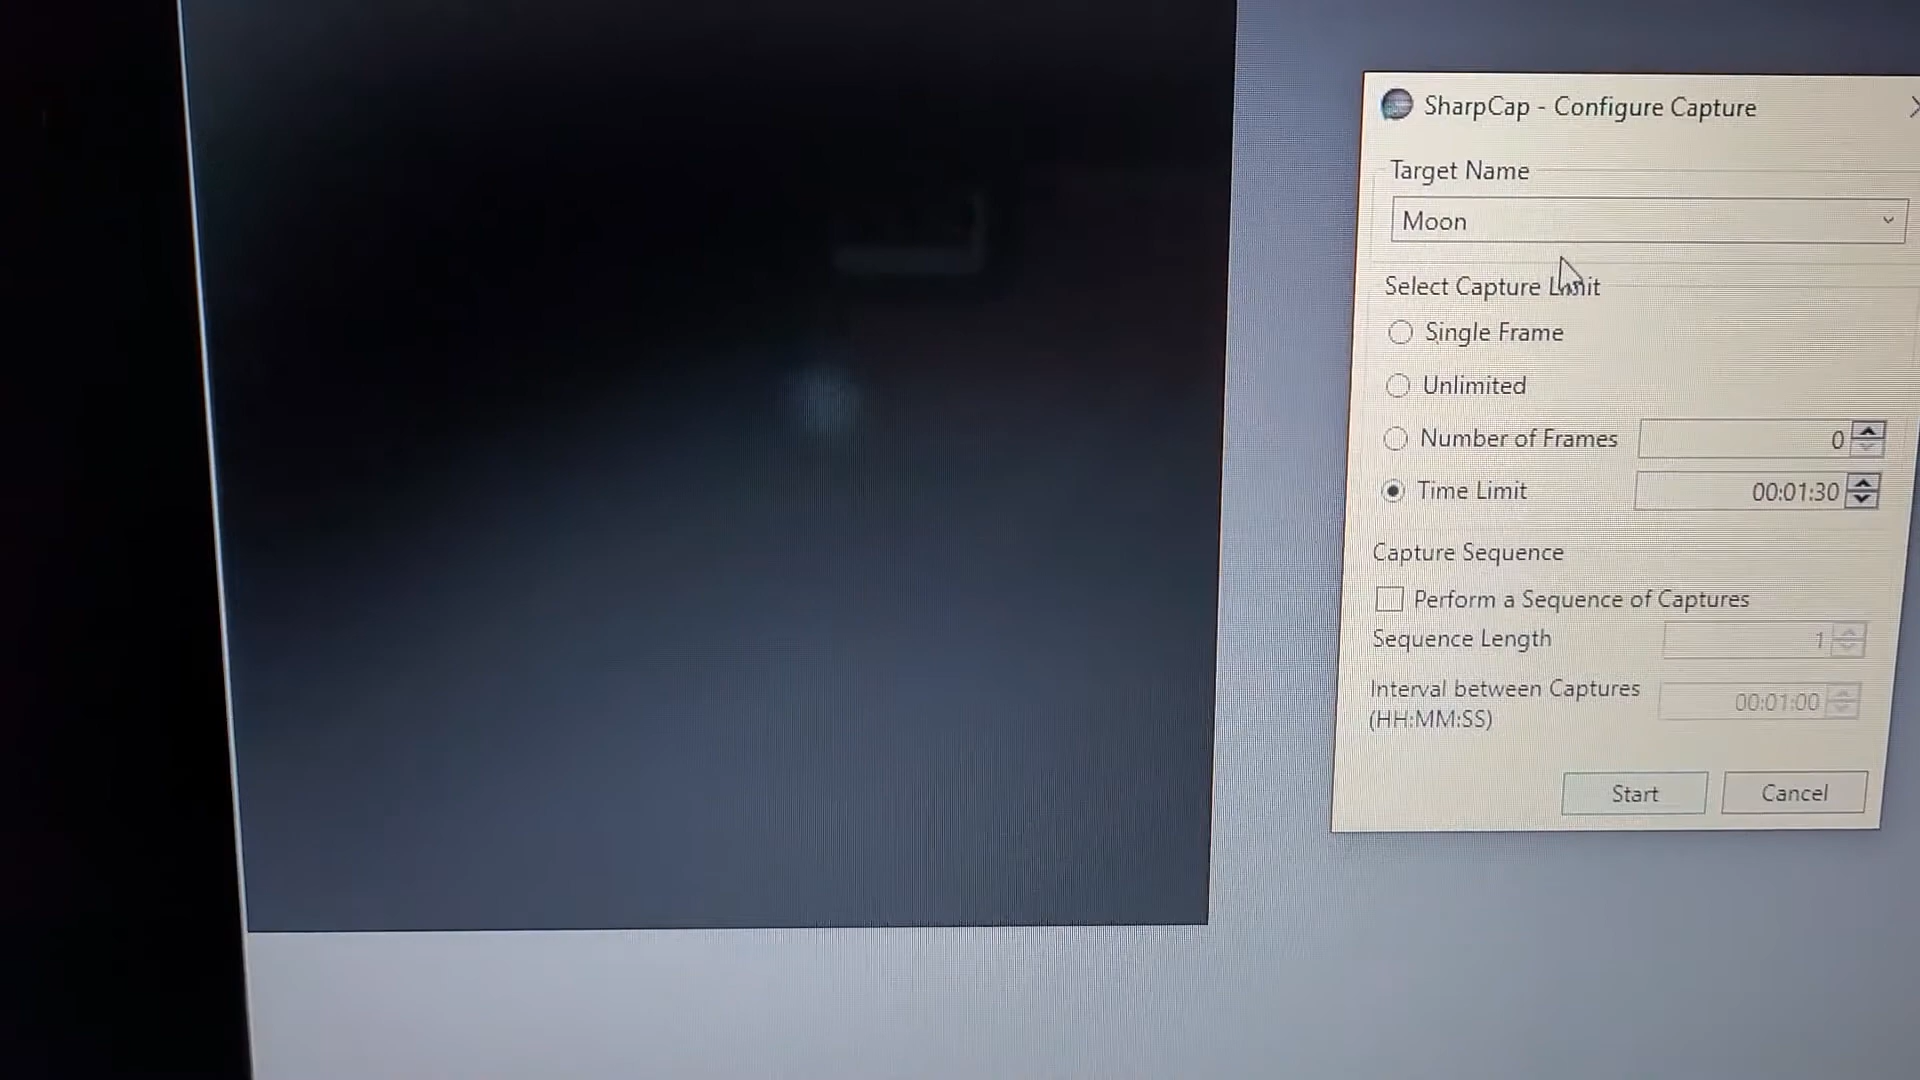 SharpCap - Configure Capture
Target Name
Moon
Select Capture Limit
Single Frame
Unlimited
Number of Frames 0
Time Limit 00:01:30
Capture Sequence
Perform a Sequence of Captures
Sequence Length 1
Interval between Captures 00:01:00
(HH:MM:SS)
Start Cancel